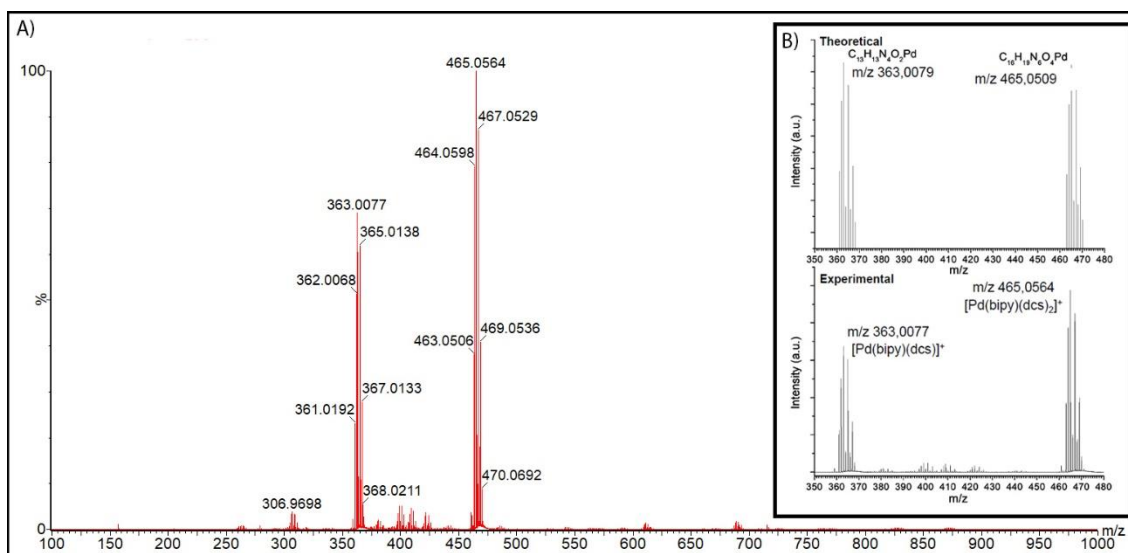 A)
100
%
0
465.0564
467.0529
464.0598
363.0077
365.0138
362.0068
463.0506
469.0536
367.0133
361.0192
470.0692
368.0211
306.9698
m/z
100 150 200 250 300 350 400 450 500 550 600 650 700 750 800 850 900 950 1000
B)
Theoretical
C₁₃H₁₃N₄O₂Pd
m/z 363,0079
C₁₆H₁₉N₆O₄Pd
m/z 465,0509
Intensity (a.u.)
350 360 370 380 390 400 410 420 430 440 450 460 470 480
m/z
Experimental
m/z 465,0564
[Pd(bipy)(dcs)₂]⁺
m/z 363,0077
[Pd(bipy)(dcs)]⁺
Intensity (a.u.)
350 360 370 380 390 400 410 420 430 440 450 460 470 480
m/z